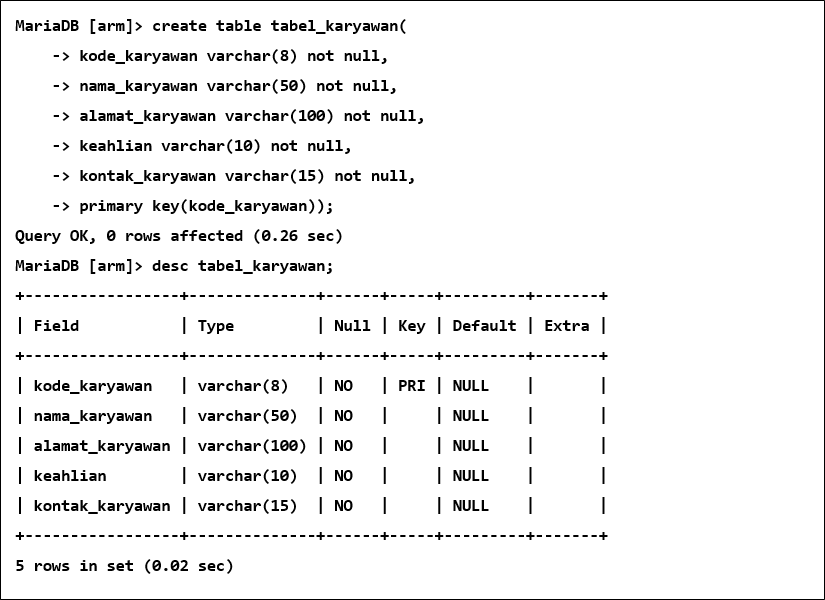 MariaDB [arm]> create table tabel_karyawan(
    -> kode_karyawan varchar(8) not null,
    -> nama_karyawan varchar(50) not null,
    -> alamat_karyawan varchar(100) not null,
    -> keahlian varchar(10) not null,
    -> kontak_karyawan varchar(15) not null,
    -> primary key(kode_karyawan));
Query OK, 0 rows affected (0.26 sec)
MariaDB [arm]> desc tabel_karyawan;
+-----------------+--------------+------+-----+---------+-------+
| Field           | Type         | Null | Key | Default | Extra |
+-----------------+--------------+------+-----+---------+-------+
| kode_karyawan   | varchar(8)   | NO   | PRI | NULL    |       |
| nama_karyawan   | varchar(50)  | NO   |     | NULL    |       |
| alamat_karyawan | varchar(100) | NO   |     | NULL    |       |
| keahlian        | varchar(10)  | NO   |     | NULL    |       |
| kontak_karyawan | varchar(15)  | NO   |     | NULL    |       |
+-----------------+--------------+------+-----+---------+-------+
5 rows in set (0.02 sec)